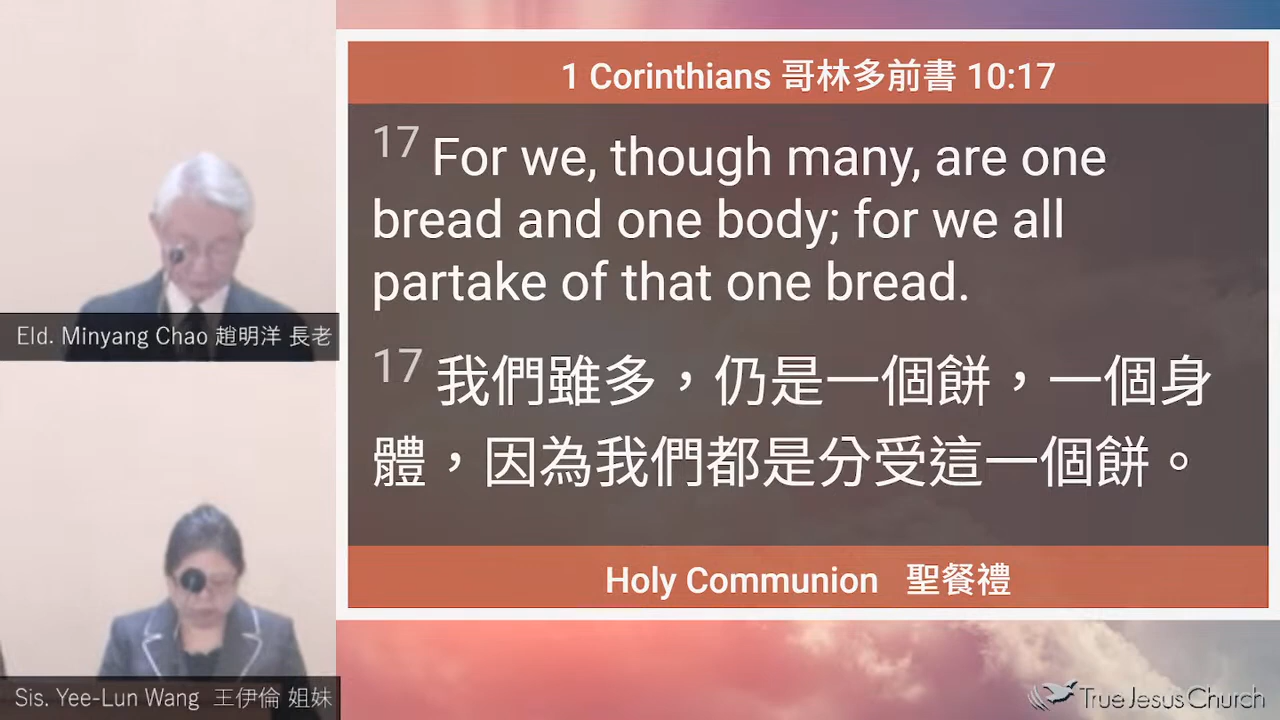 1 Corinthians 哥林多前書 10:17
17 For we, though many, are one
bread and one body; for we all
partake of that one bread.
17 我們雖多，仍是一個餅，一個身
體，因為我們都是分受這一個餅。
Holy Communion 聖餐禮
Eld. Minyang Chao 趙明洋 長老
Sis. Yee-Lun Wang 王伊倫 姐妹
True Jesus Church